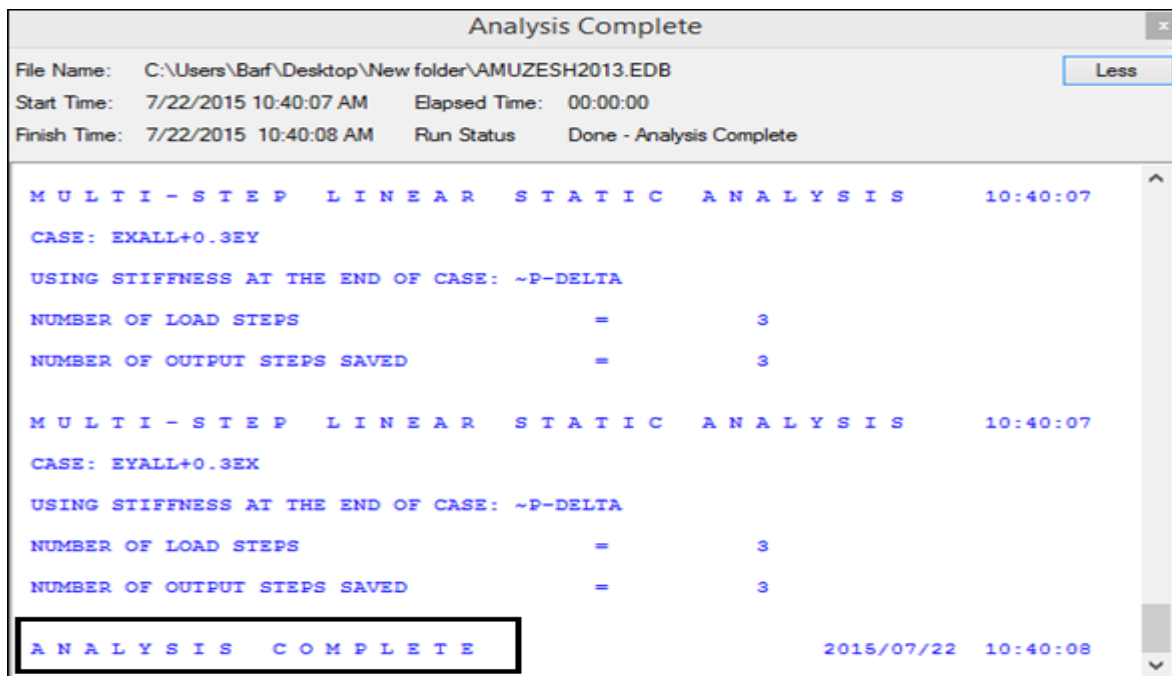 Analysis Complete
x
File Name: C:\Users\Barf\Desktop\New folder\AMUZESH2013.EDB Less
Start Time: 7/22/2015 10:40:07 AM Elapsed Time: 00:00:00
Finish Time: 7/22/2015 10:40:08 AM Run Status Done - Analysis Complete
M U L T I - S T E P   L I N E A R   S T A T I C   A N A L Y S I S 10:40:07
CASE: EXALL+0.3EY
USING STIFFNESS AT THE END OF CASE: ~P-DELTA
NUMBER OF LOAD STEPS = 3
NUMBER OF OUTPUT STEPS SAVED = 3
M U L T I - S T E P   L I N E A R   S T A T I C   A N A L Y S I S 10:40:07
CASE: EYALL+0.3EX
USING STIFFNESS AT THE END OF CASE: ~P-DELTA
NUMBER OF LOAD STEPS = 3
NUMBER OF OUTPUT STEPS SAVED = 3
A N A L Y S I S   C O M P L E T E 2015/07/22 10:40:08